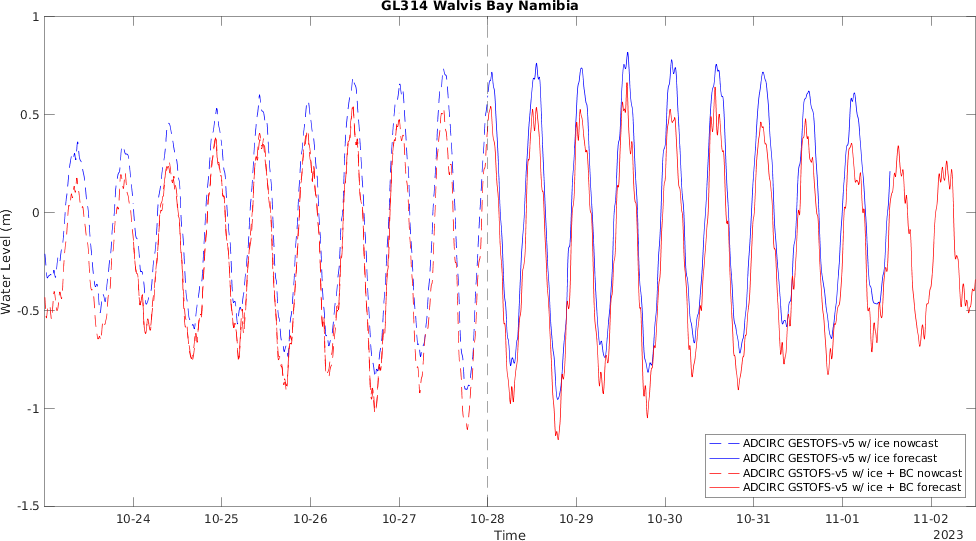 GL314 Walvis Bay Namibia
1
0.5
0
-0.5
-1
-1.5
Water Level (m)
10-24 10-25 10-26 10-27 10-28 10-29 10-30 10-31 11-01 11-02
Time
2023
ADCIRC GESTOFS-v5 w/ ice nowcast
ADCIRC GESTOFS-v5 w/ ice forecast
ADCIRC GSTOFS-v5 w/ ice + BC nowcast
ADCIRC GSTOFS-v5 w/ ice + BC forecast